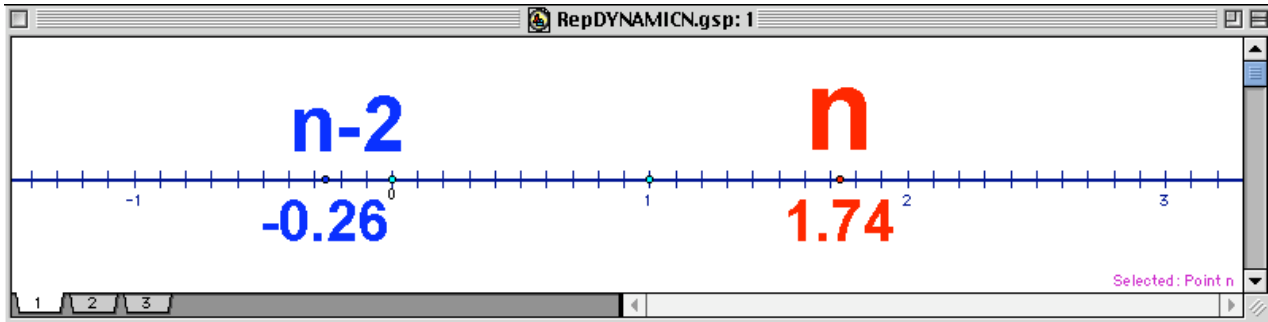 RepDYNAMICN.gsp: 1
n-2 n
-1 0 1 2 3
-0.26 1.74
Selected: Point n
1 2 3